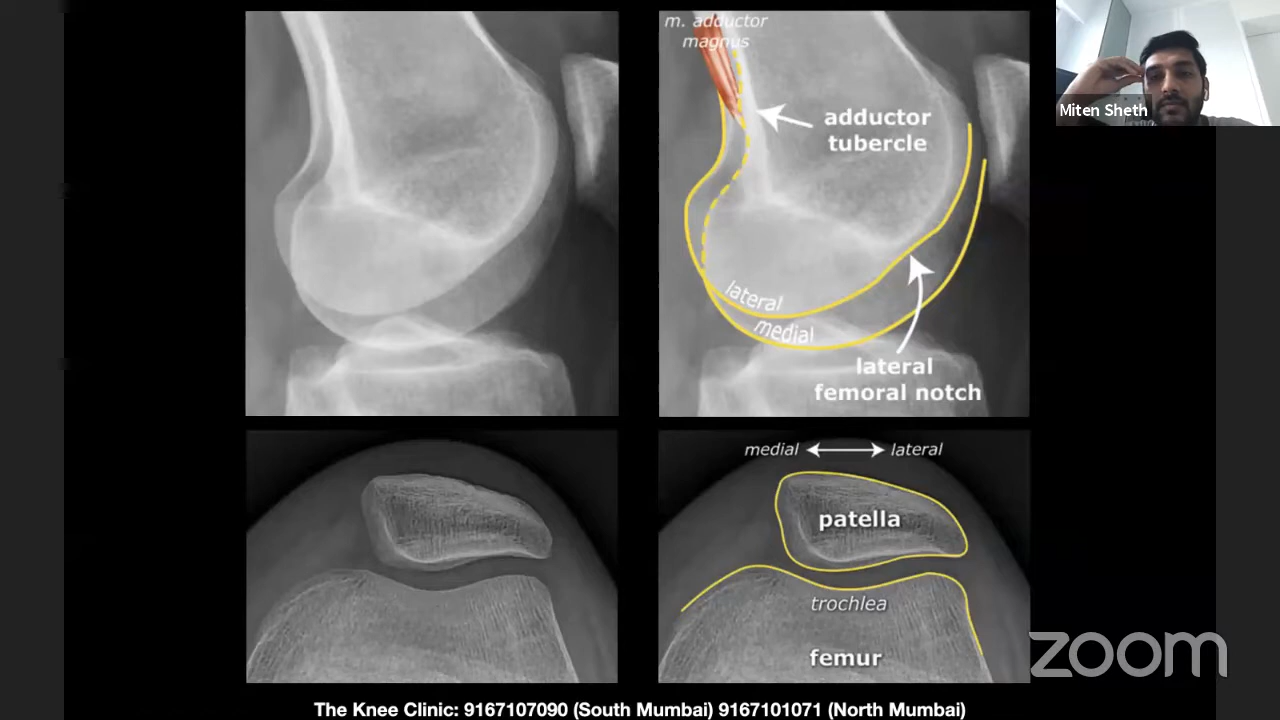 m. adductor
magnus
adductor
tubercle
lateral
medial
lateral
femoral notch
Miten Sheth
medial lateral
patella
trochlea
femur
zoom
The Knee Clinic: 9167107090 (South Mumbai) 9167101071 (North Mumbai)